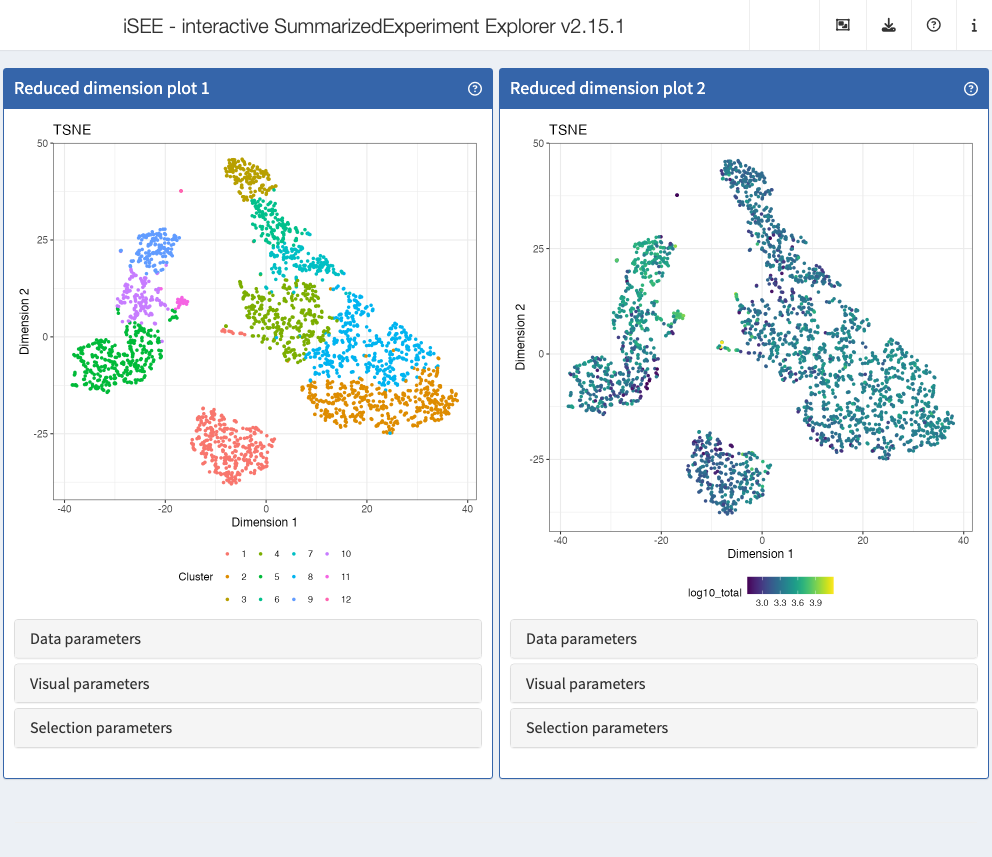 iSEE - interactive SummarizedExperiment Explorer v2.15.1
Reduced dimension plot 1
TSNE
50
25
0
-25
Dimension 2
-40 -20 0 20 40
Dimension 1
Cluster
1 4 7 10
2 5 8 11
3 6 9 12
Data parameters
Visual parameters
Selection parameters
Reduced dimension plot 2
TSNE
50
25
0
-25
Dimension 2
-40 -20 0 20 40
Dimension 1
log10_total
3.0 3.3 3.6 3.9
Data parameters
Visual parameters
Selection parameters